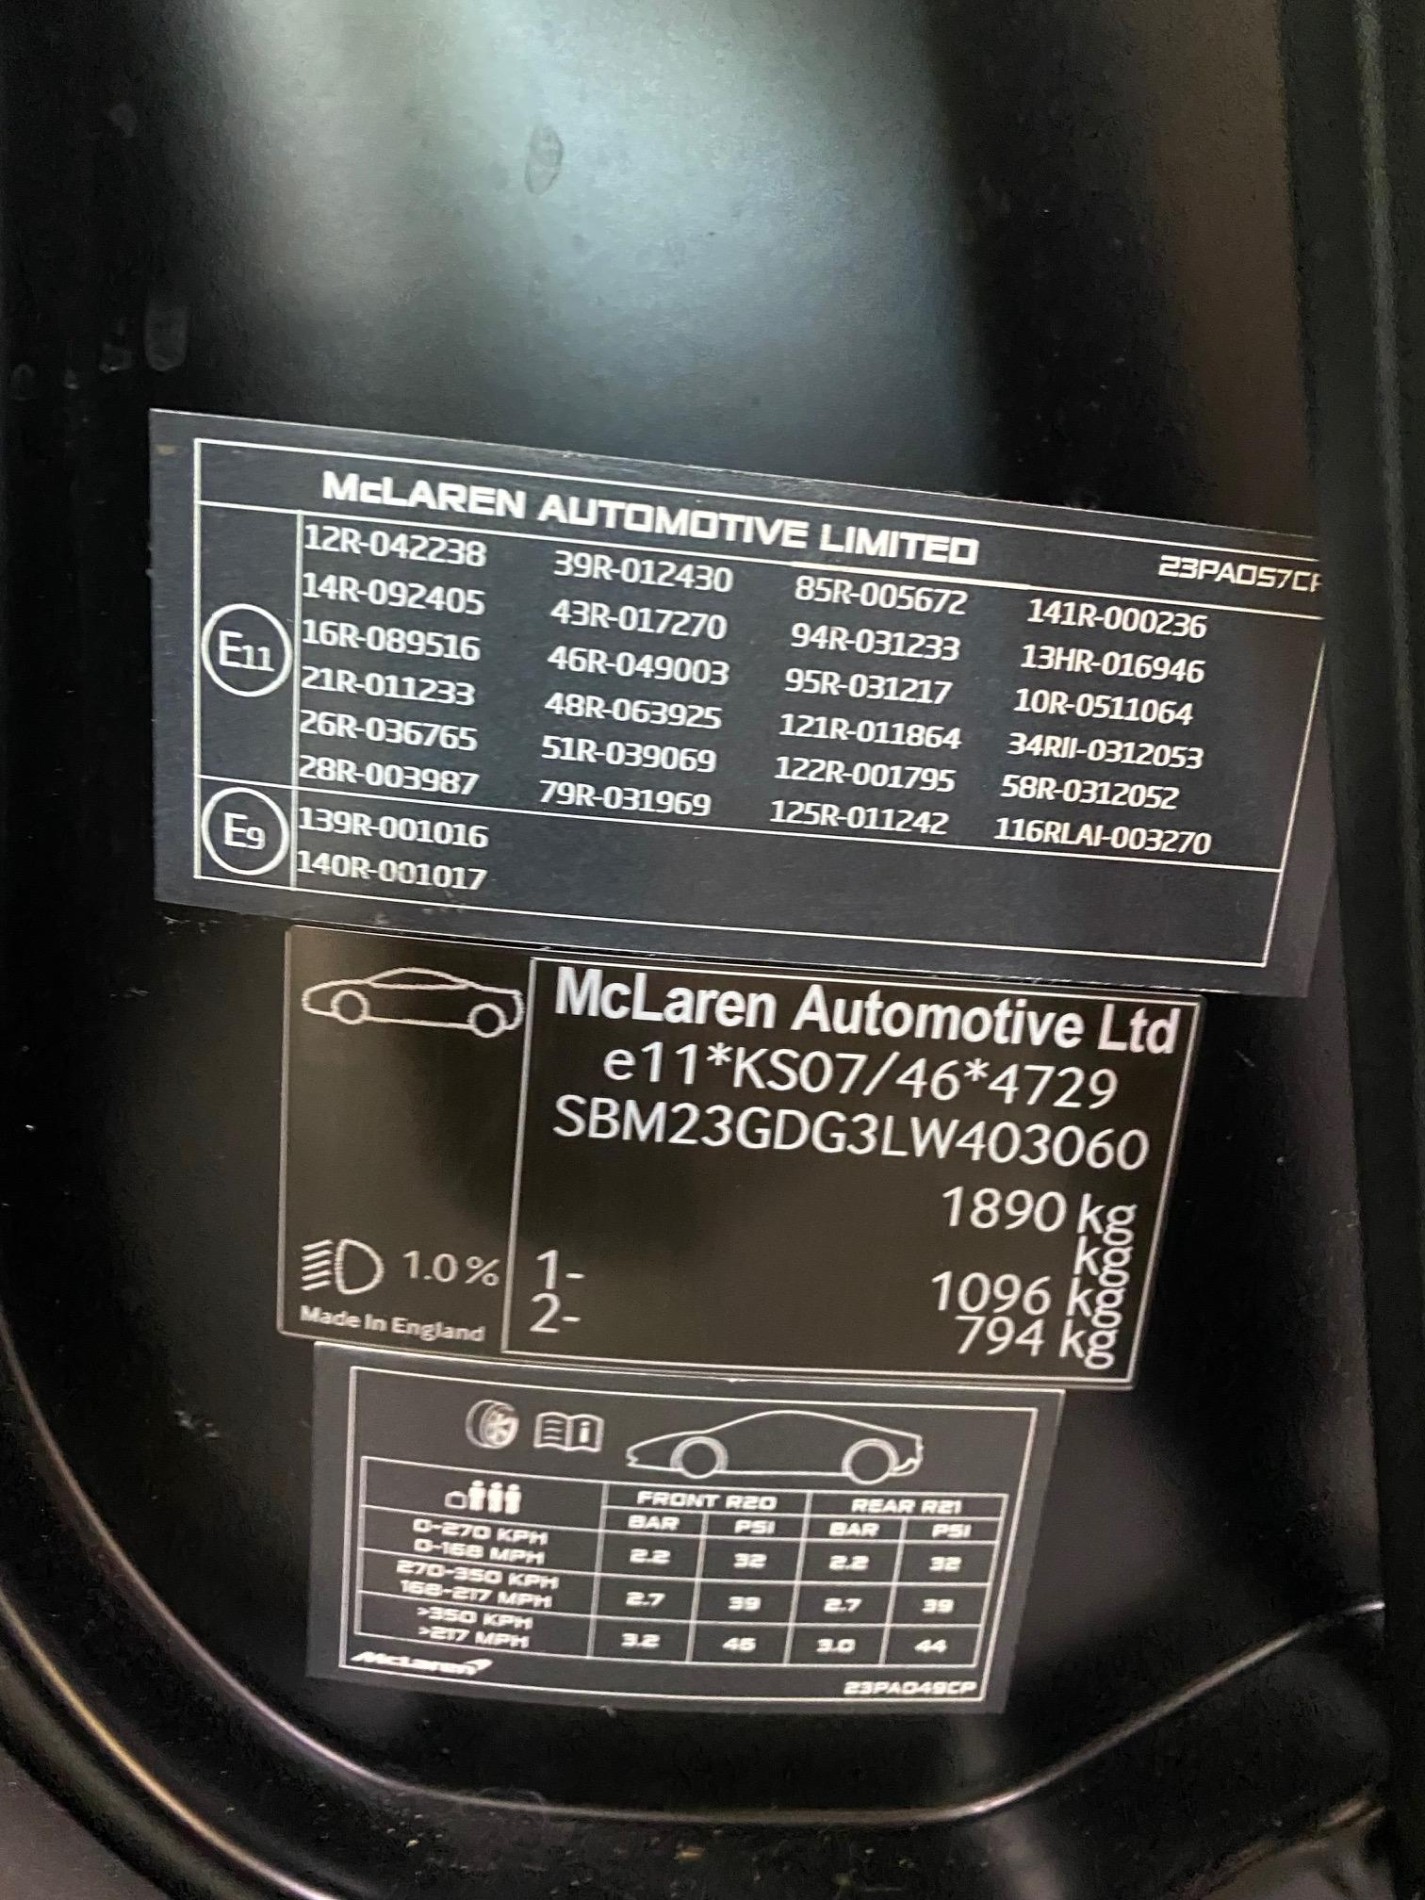 McLAREN AUTOMOTIVE LIMITED
23PA057CP
E11
12R-042238 39R-012430 85R-005672 141R-000236
14R-092405 43R-017270 94R-031233 13HR-016946
16R-089516 46R-049003 95R-031217 10R-0511064
21R-011233 48R-063925 121R-011864 34RII-0312053
26R-036765 51R-039069 122R-001795 58R-0312052
28R-003987 79R-031969 125R-011242 116RLAI-003270
E9
139R-001016
140R-001017
McLaren Automotive Ltd
e11*KS07/46*4729
SBM23GDG3LW403060
1890 kg
kg
1- 1096 kg
2- 794 kg
1.0%
Made In England
FRONT R20 REAR R21
BAR PSI BAR PSI
0-270 KPH
0-168 MPH 2.2 32 2.2 32
270-350 KPH
168-217 MPH 2.7 39 2.7 39
>350 KPH
>217 MPH 3.2 46 3.0 44
McLaren
23PA049CP